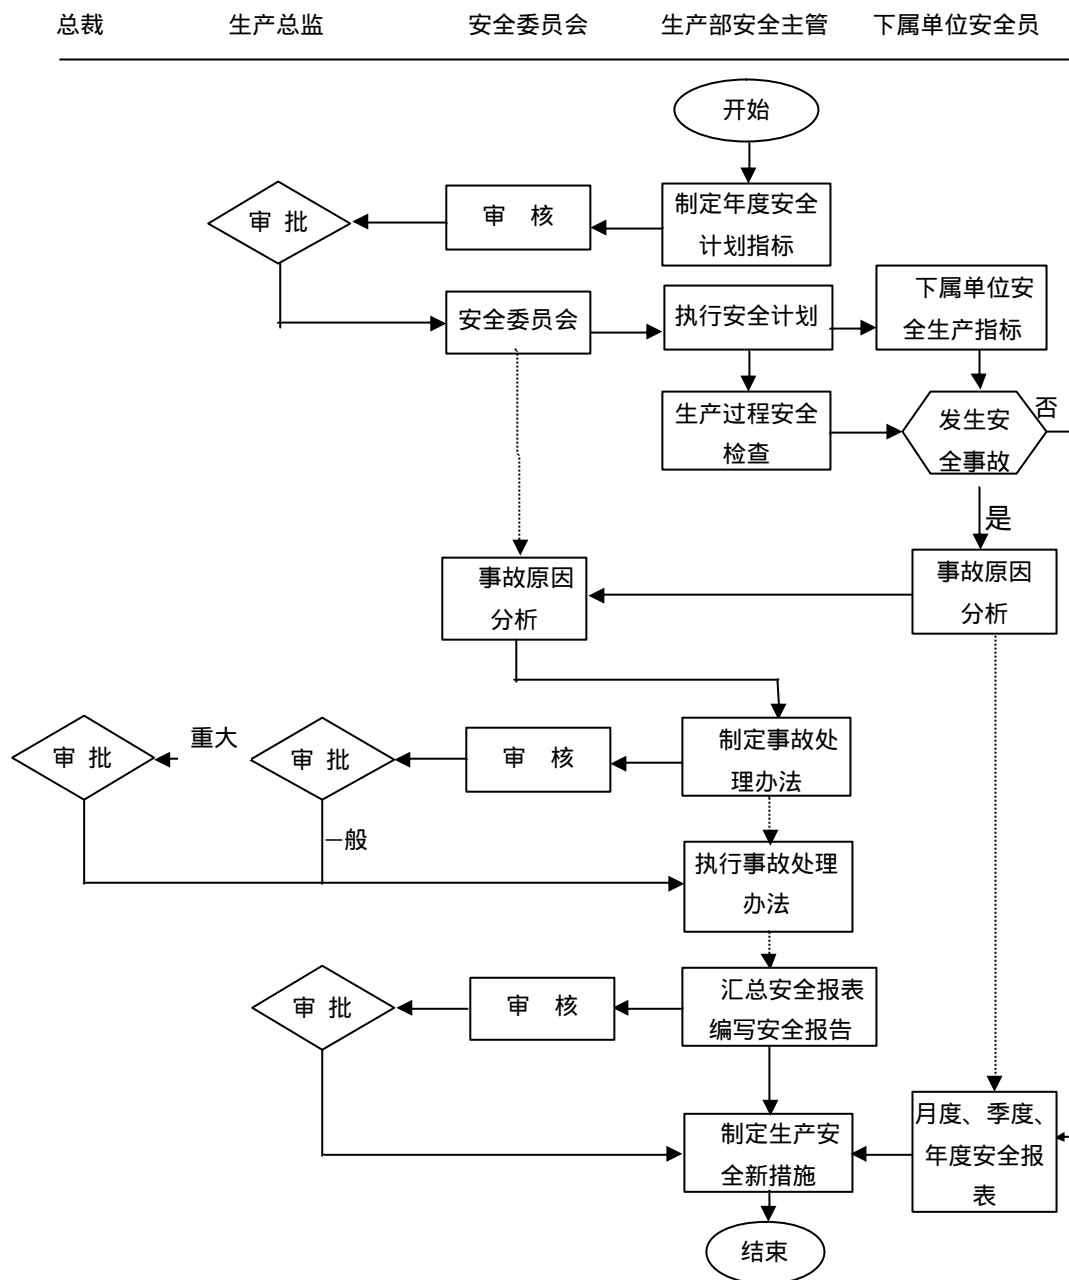 总裁 生产总监 安全委员会 生产部安全主管 下属单位安全员
开始
审 批
审 核
制定年度安全
计划指标
安全委员会
执行安全计划
下属单位安
全生产指标
生产过程安全
检查
发生安
全事故
否
是
事故原因
分析
事故原因
分析
审 批
重大
审 批
审 核
制定事故处
理办法
一般
执行事故处理
办法
审 批
审 核
汇总安全报表
编写安全报告
月度、季度、
年度安全报
表
制定生产安
全新措施
结束